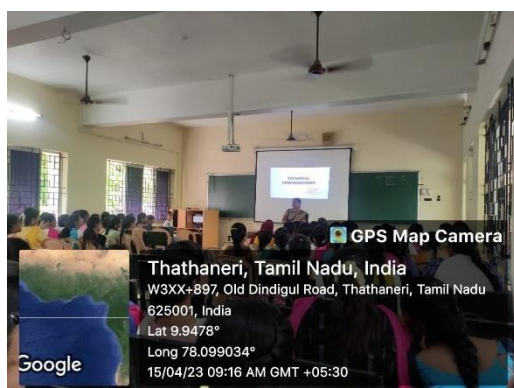 TECHNICAL
GPS Map Camera
Thathaneri, Tamil Nadu, India
W3XX+897, Old Dindigul Road, Thathaneri, Tamil Nadu
625001, India
Lat 9.9478°
Long 78.099034°
15/04/23 09:16 AM GMT +05:30
Google